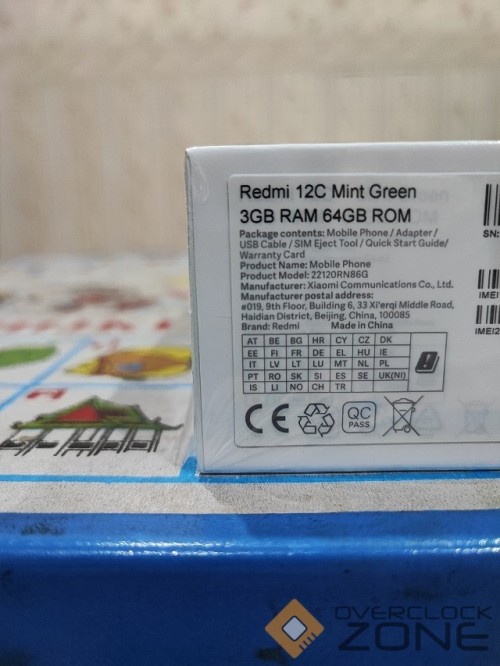 Redmi 12C Mint Green
3GB RAM 64GB ROM
Package contents: Mobile Phone / Adapter /
USB Cable / SIM Eject Tool / Quick Start Guide/
Warranty Card
Product Name: Mobile Phone
Product Model: 22120RN86G
Manufacturer: Xiaomi Communications Co., Ltd.
Manufacturer postal address:
#019, 9th Floor, Building 6, 33 Xi'erqi Middle Road,
Haidian District, Beijing, China, 100085
Brand: Redmi Made in China
AT BE BG HR CY CZ DK
EE FI FR DE EL HU IE
IT LV LT LU MT NL PL
PT RO SK SI ES SE UK(NI)
IS LI NO CH TR
CE
QC
PASS
SN:
IMEI
IMEI2
OVERCLOCK
ZONE